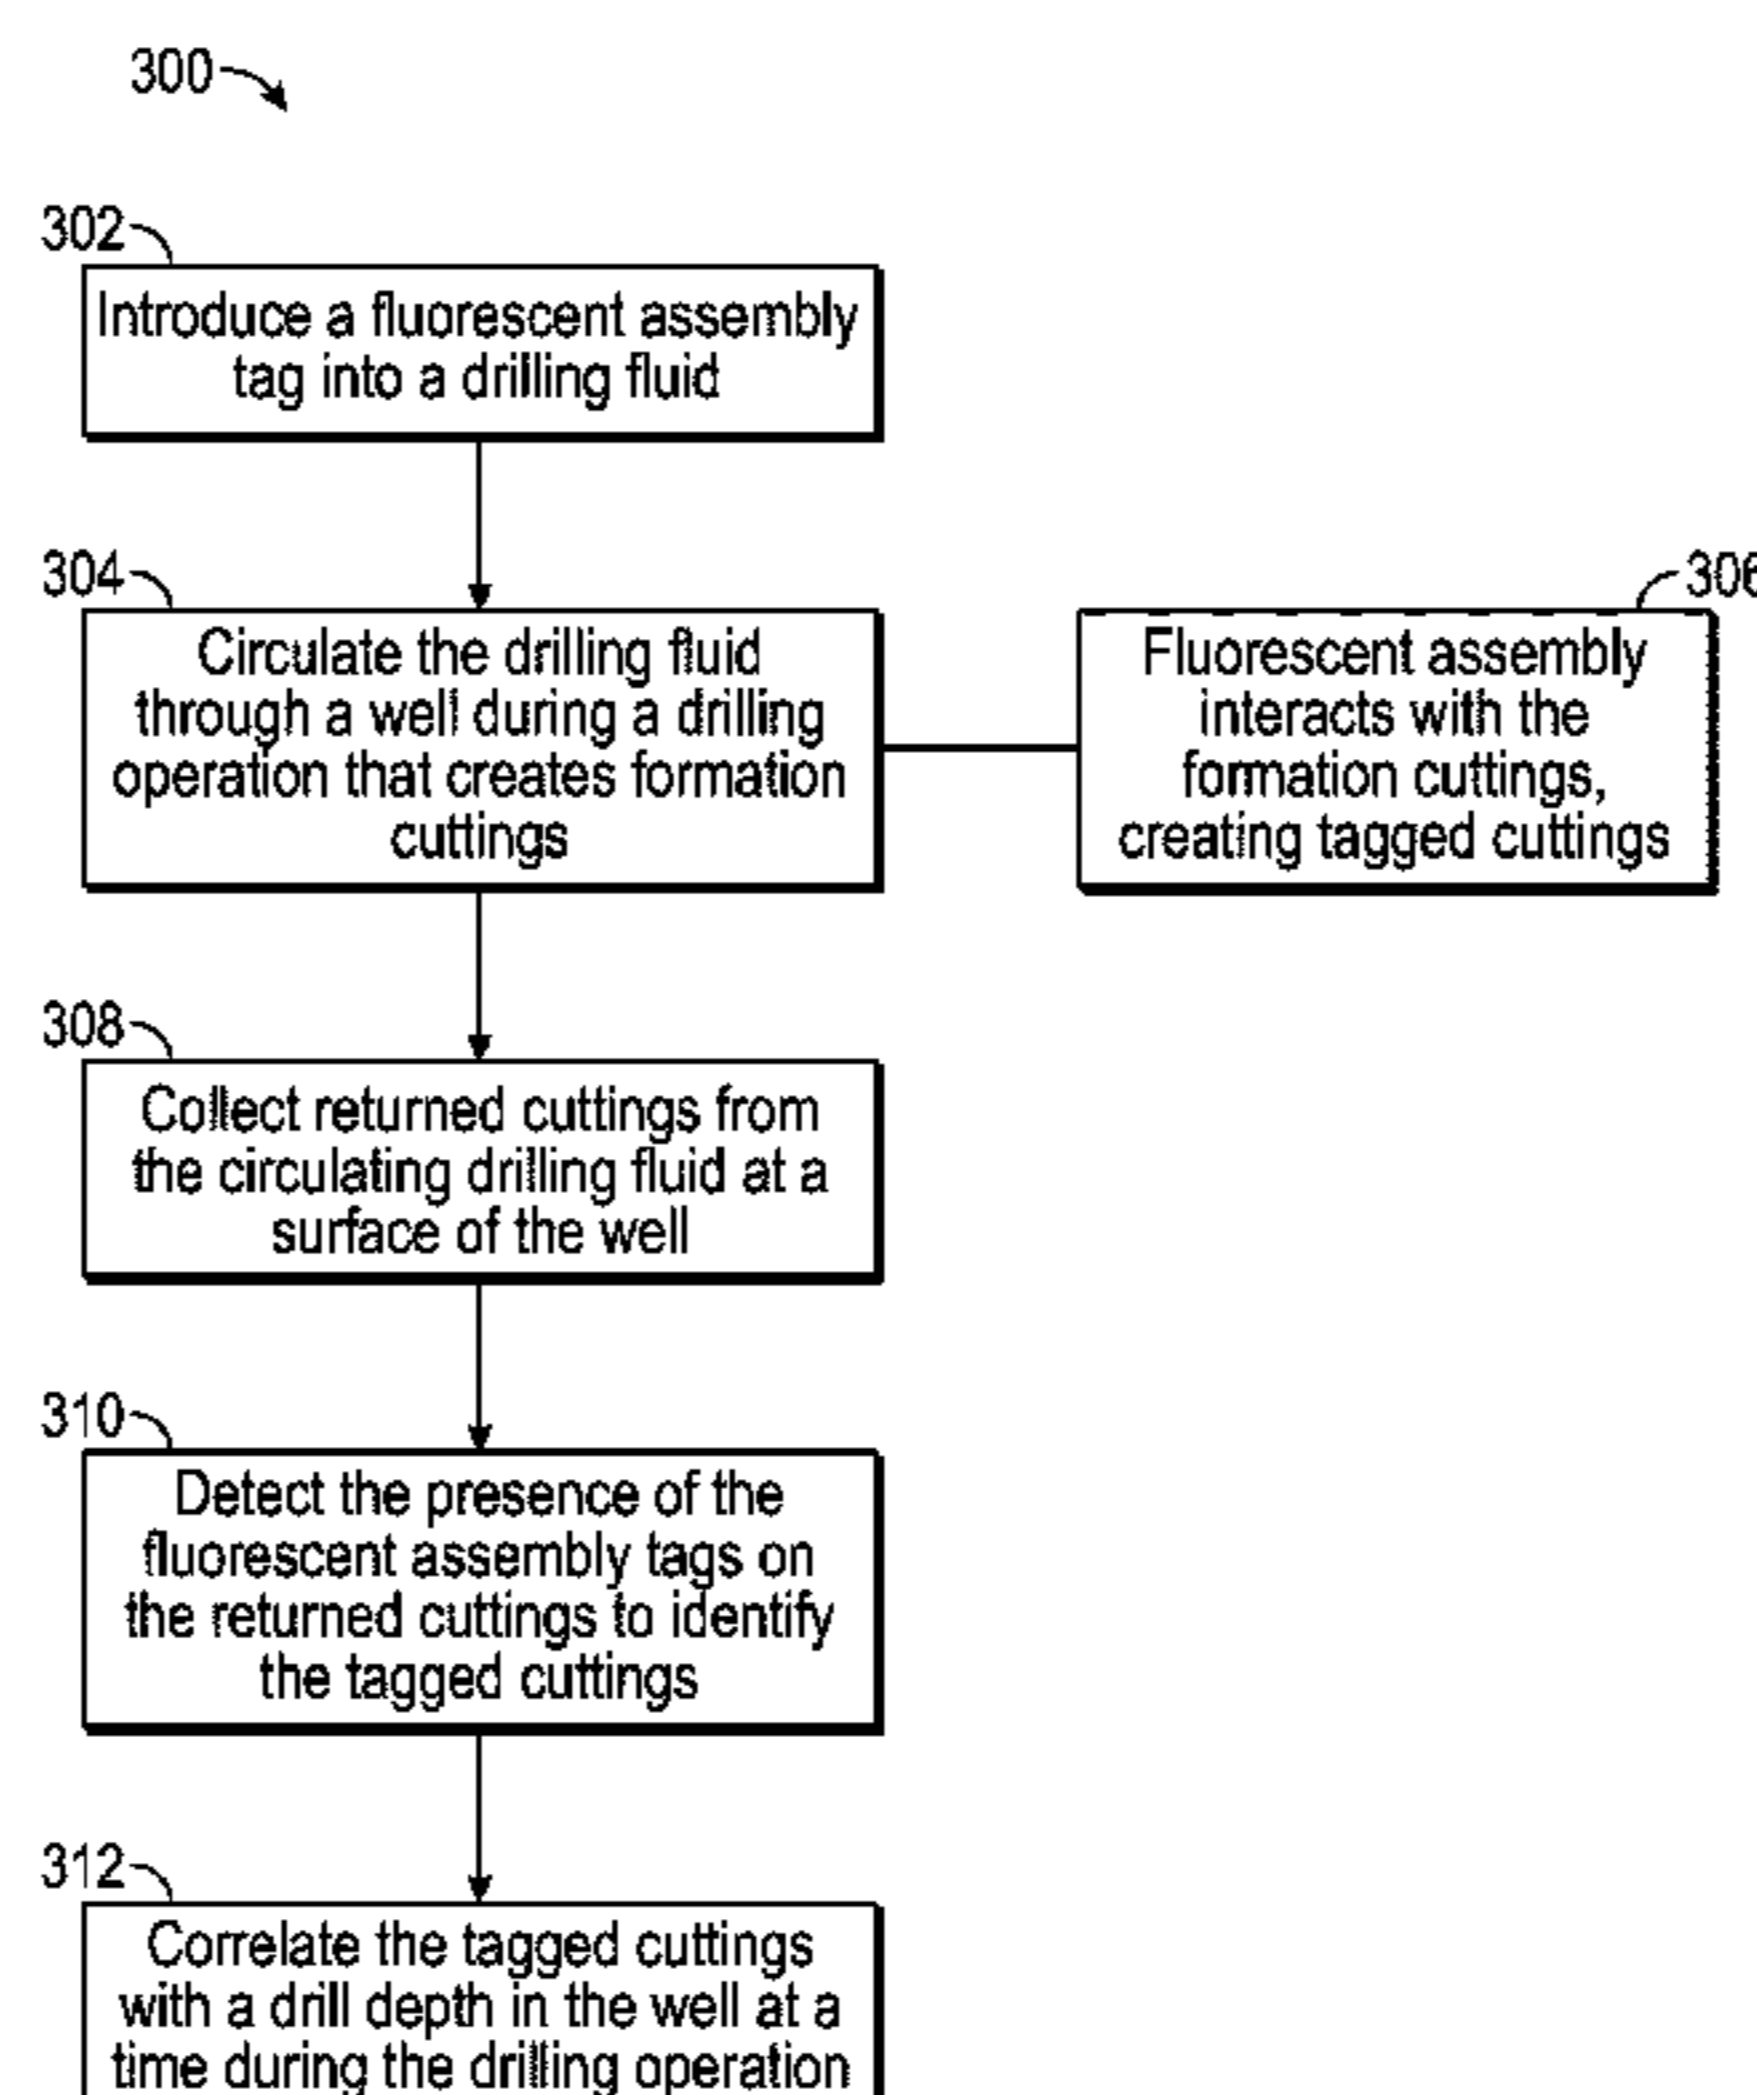 300
302
Introduce a fluorescent assembly
tag into a drilling fluid
304
Circulate the drilling fluid
through a well during a drilling
operation that creates formation
cuttings
306
Fluorescent assembly
interacts with the
formation cuttings,
creating tagged cuttings
308
Collect returned cuttings from
the circulating drilling fluid at a
surface of the well
310
Detect the presence of the
fluorescent assembly tags on
the returned cuttings to identify
the tagged cuttings
312
Correlate the tagged cuttings
with a drill depth in the well at a
time during the drilling operation